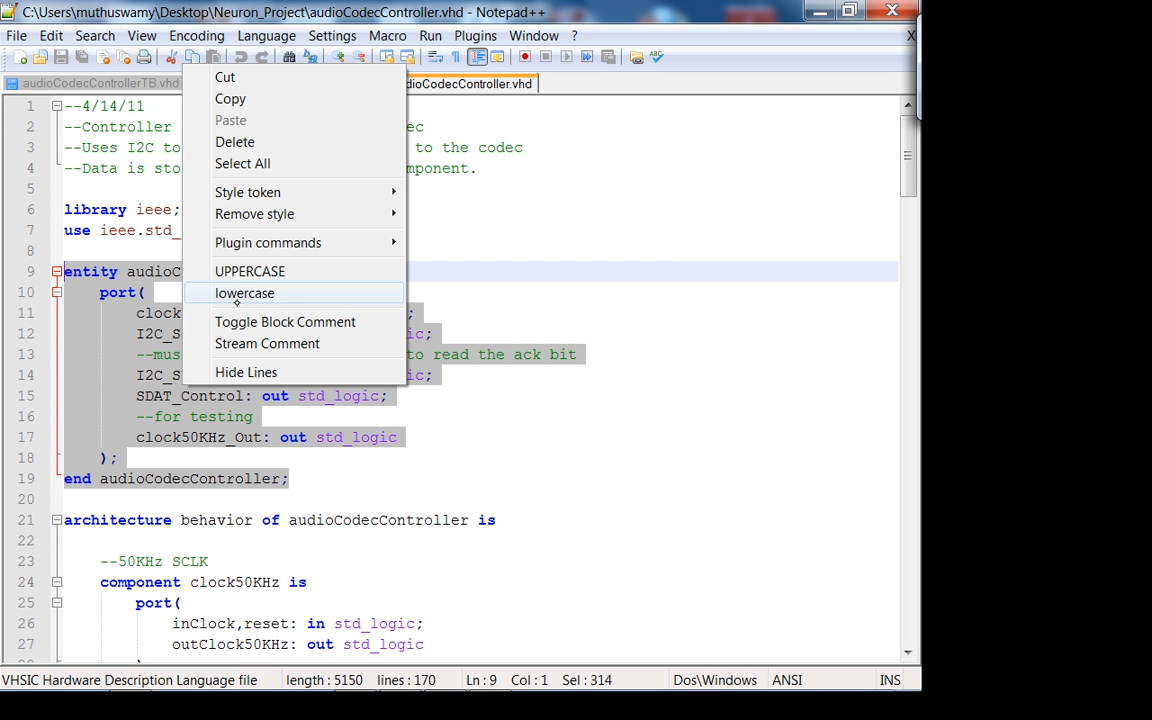 C:\Users\muthuswamy\Desktop\Neuron_Project\audioCodecController.vhd - Notepad++
File Edit Search View Encoding Language Settings Macro Run Plugins Window ? X
audioCodecControllerTB.vhd
dioCodecController.vhd
Cut
Copy
Paste
Delete
Select All
Style token
Remove style
Plugin commands
UPPERCASE
lowercase
Toggle Block Comment
Stream Comment
Hide Lines
1 --4/14/11
2 --Controller ec
3 --Uses I2C to to the codec
4 --Data is sto mponent.
5
6 library ieee;
7 use ieee.std_
8
9 entity audioC
10 port(
11 clock ;
12 I2C_S ic;
13 --mus to read the ack bit
14 I2C_S ic;
15 SDAT_Control: out std_logic;
16 --for testing
17 clock50KHz_Out: out std_logic
18 );
19 end audioCodecController;
20
21 architecture behavior of audioCodecController is
22
23 --50KHz SCLK
24 component clock50KHz is
25 port(
26 inClock,reset: in std_logic;
27 outClock50KHz: out std_logic
VHSIC Hardware Description Language file length : 5150 lines : 170 Ln : 9 Col : 1 Sel : 314 Dos\Windows ANSI INS